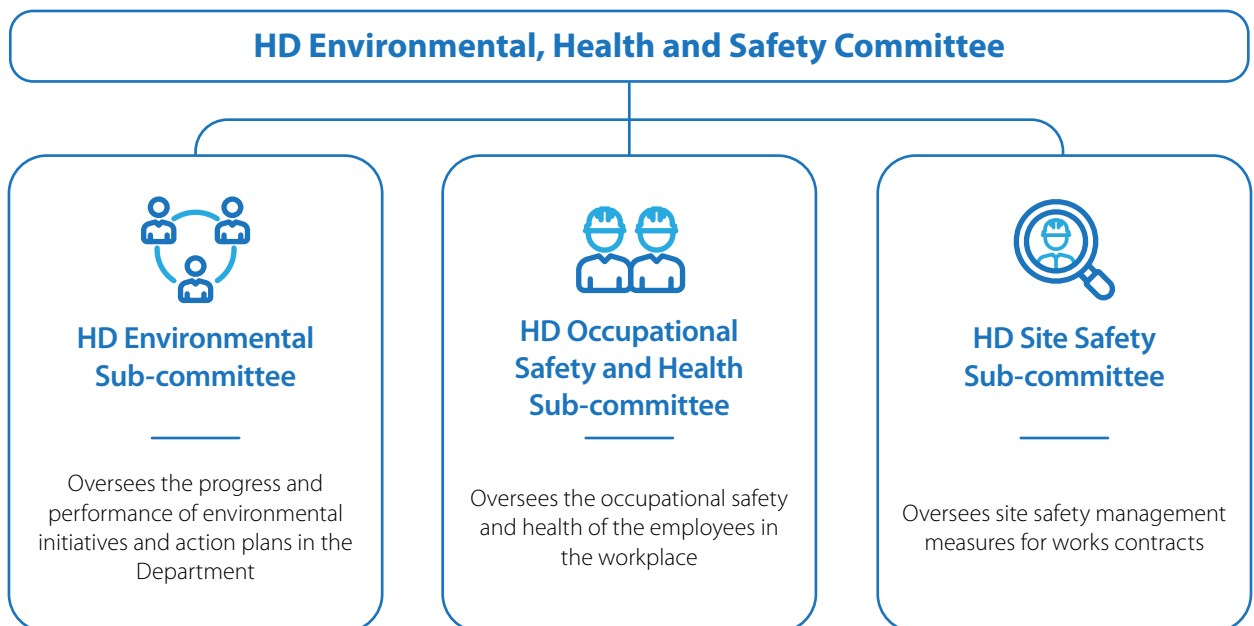 HD Environmental, Health and Safety Committee
HD Environmental
Sub-committee
Oversees the progress and
performance of environmental
initiatives and action plans in the
Department
HD Occupational
Safety and Health
Sub-committee
Oversees the occupational safety
and health of the employees in
the workplace
HD Site Safety
Sub-committee
Oversees site safety management
measures for works contracts